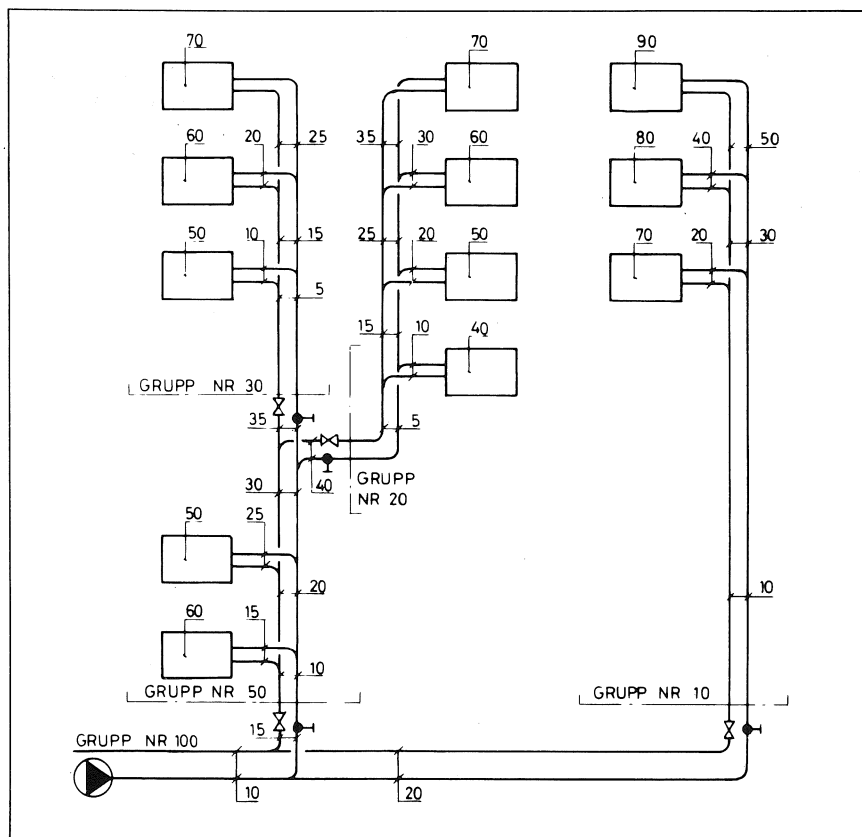 70 70 90
60 20 25 35 30 60 80 40 50
50 10 15 25 20 50 70 20 30
5
15 10 40
GRUPP NR 30
35 5
40
GRUPP
NR 20
30
50 25
20 10
60 15
10
GRUPP NR 50 GRUPP NR 10
15
GRUPP NR 100
10 20